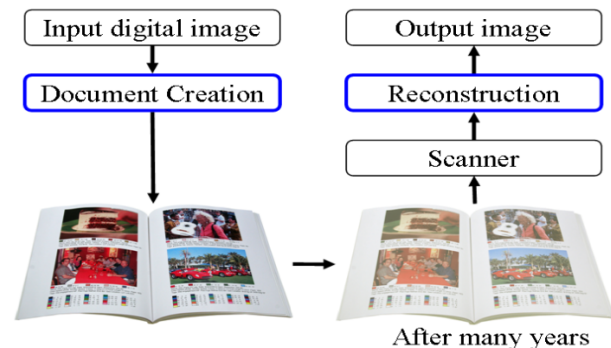 Input digital image
Document Creation
Output image
Reconstruction
Scanner
After many years